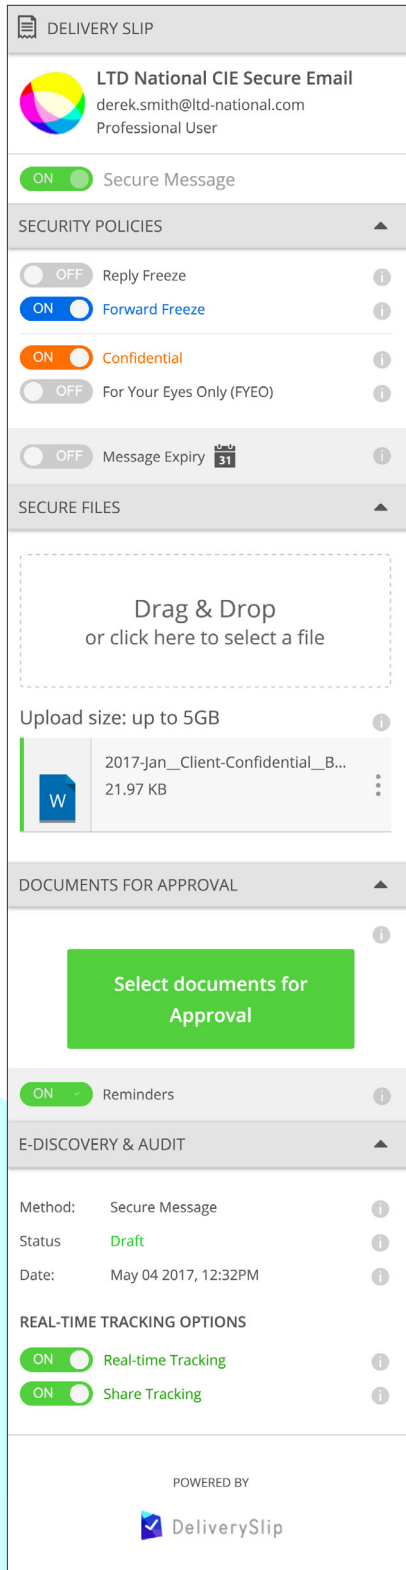 DELIVERY SLIP
LTD National CIE Secure Email
derek.smith@ltd-national.com
Professional User
ON Secure Message
SECURITY POLICIES
OFF Reply Freeze
ON Forward Freeze
ON Confidential
OFF For Your Eyes Only (FYEO)
OFF Message Expiry 31
SECURE FILES
Drag & Drop
or click here to select a file
Upload size: up to 5GB
2017-Jan__Client-Confidential__B...
W
21.97 KB
DOCUMENTS FOR APPROVAL
Select documents for
Approval
ON Reminders
E-DISCOVERY & AUDIT
Method: Secure Message
Status Draft
Date: May 04 2017, 12:32PM
REAL-TIME TRACKING OPTIONS
ON Real-time Tracking
ON Share Tracking
POWERED BY
DeliverySlip